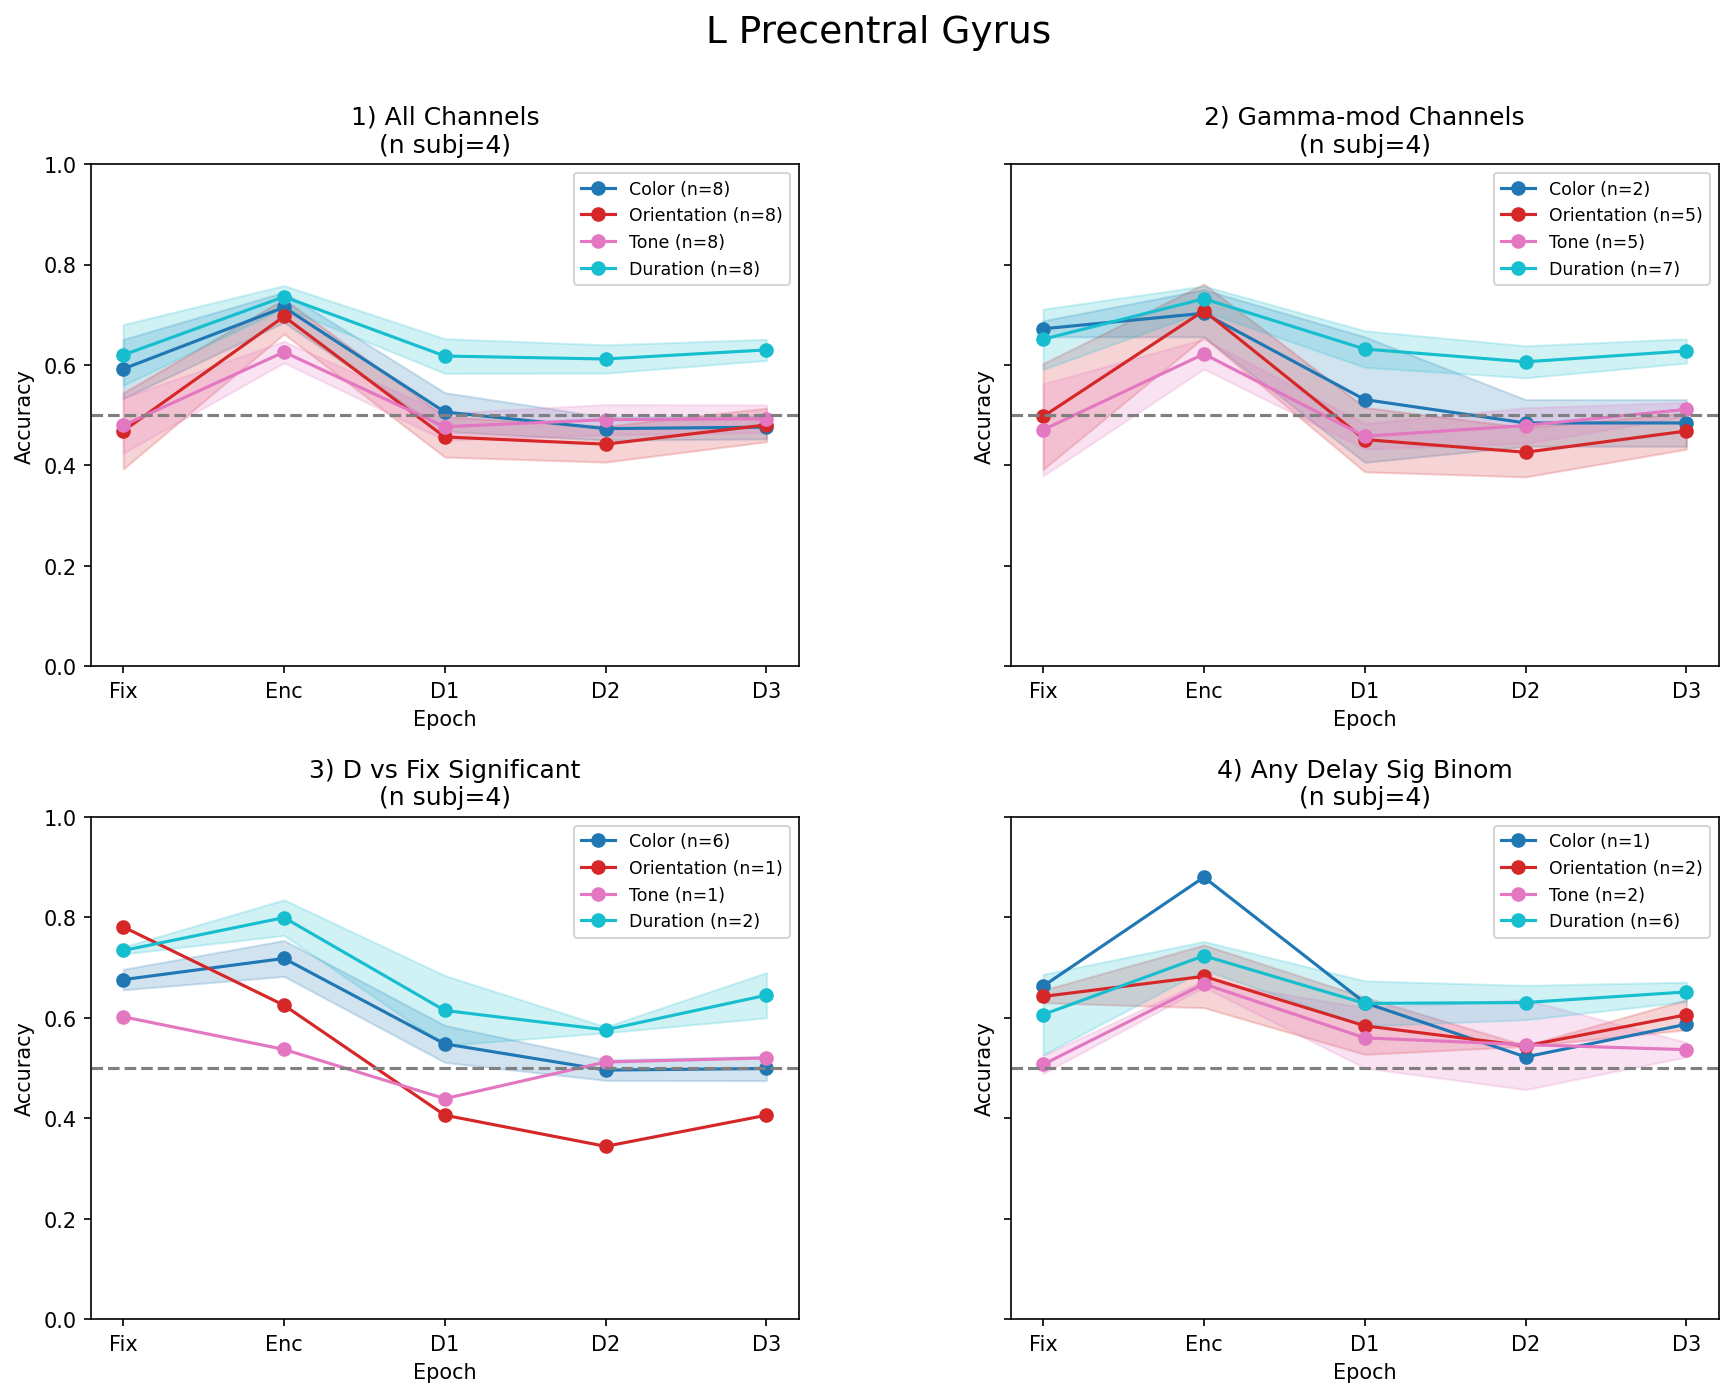 L Precentral Gyrus
1) All Channels
(n subj=4)
1.0
0.8
0.6
0.4
0.2
0.0
Accuracy
Color (n=8)
Orientation (n=8)
Tone (n=8)
Duration (n=8)
Fix Enc D1 D2 D3
Epoch
2) Gamma-mod Channels
(n subj=4)
Accuracy
Color (n=2)
Orientation (n=5)
Tone (n=5)
Duration (n=7)
Fix Enc D1 D2 D3
Epoch
3) D vs Fix Significant
(n subj=4)
1.0
0.8
0.6
0.4
0.2
0.0
Accuracy
Color (n=6)
Orientation (n=1)
Tone (n=1)
Duration (n=2)
Fix Enc D1 D2 D3
Epoch
4) Any Delay Sig Binom
(n subj=4)
Accuracy
Color (n=1)
Orientation (n=2)
Tone (n=2)
Duration (n=6)
Fix Enc D1 D2 D3
Epoch